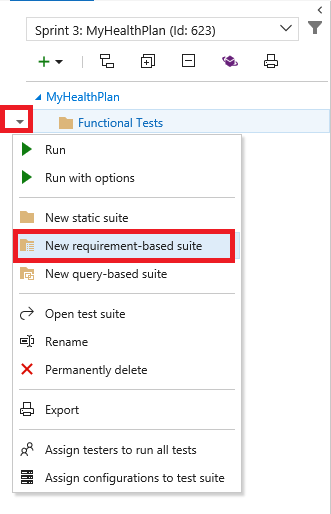 Sprint 3: MyHealthPlan (Id: 623)
MyHealthPlan
Functional Tests
Run
Run with options
New static suite
New requirement-based suite
New query-based suite
Open test suite
Rename
Permanently delete
Export
Assign testers to run all tests
Assign configurations to test suite